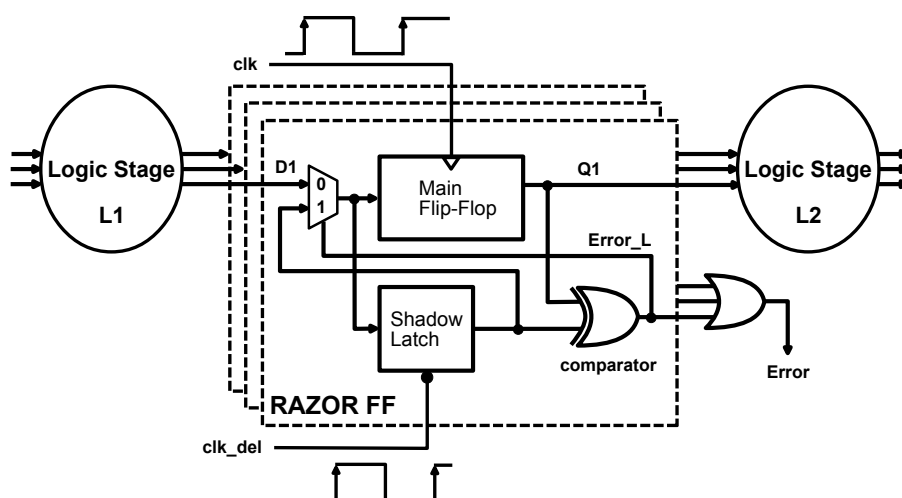 clk
Logic Stage
L1
D1
0
1
Main
Flip-Flop
Q1
Logic Stage
L2
Error_L
Shadow
Latch
comparator
Error
RAZOR FF
clk_del